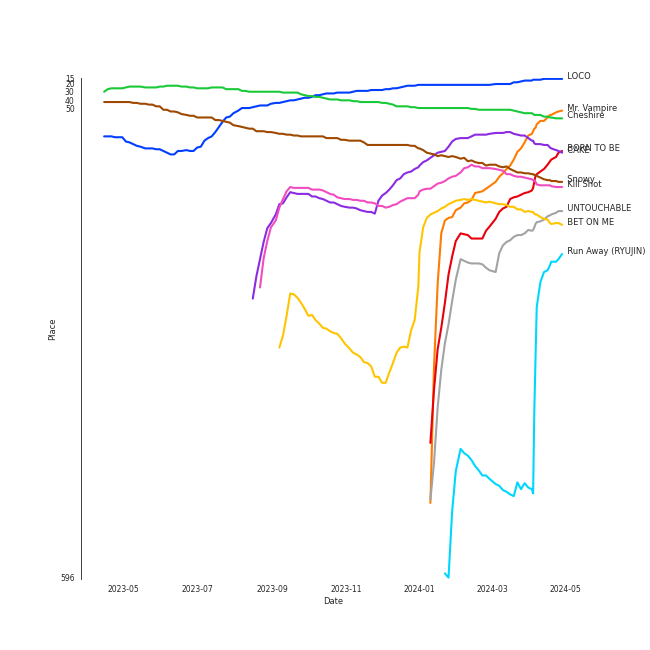 15
20
30
40
50
596
Place
LOCO
Mr. Vampire
Cheshire
BORN TO BE
CAKE
Snowy
Kill Shot
UNTOUCHABLE
BET ON ME
Run Away (RYUJIN)
2023-05
2023-07
2023-09
2023-11
2024-01
2024-03
2024-05
Date